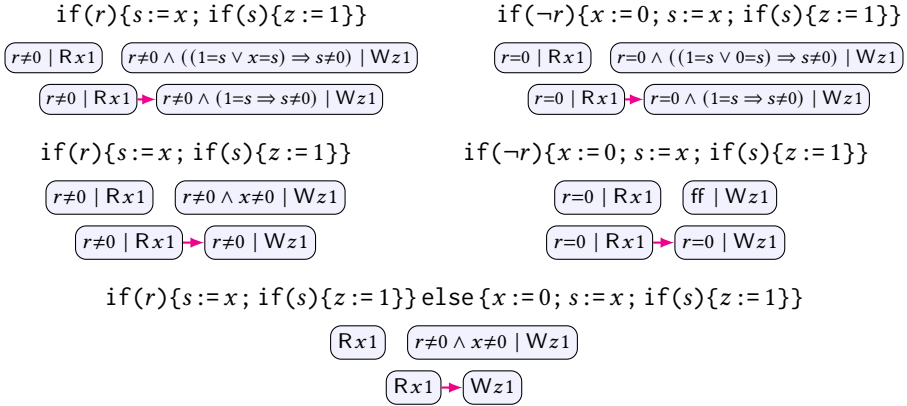 if(r){s:=x; if(s){z:=1}} if(¬r){x:=0; s:=x; if(s){z:=1}}
r≠0 | Rx1 r≠0 ∧ ((1=s ∨ x=s) ⇒ s≠0) | Wz1 r=0 | Rx1 r=0 ∧ ((1=s ∨ 0=s) ⇒ s≠0) | Wz1
r≠0 | Rx1 r≠0 ∧ (1=s ⇒ s≠0) | Wz1 r=0 | Rx1 r=0 ∧ (1=s ⇒ s≠0) | Wz1
if(r){s:=x; if(s){z:=1}} if(¬r){x:=0; s:=x; if(s){z:=1}}
r≠0 | Rx1 r≠0 ∧ x≠0 | Wz1 r=0 | Rx1 ff | Wz1
r≠0 | Rx1 r≠0 | Wz1 r=0 | Rx1 r=0 | Wz1
if(r){s:=x; if(s){z:=1}} else {x:=0; s:=x; if(s){z:=1}}
Rx1 r≠0 ∧ x≠0 | Wz1
Rx1 Wz1